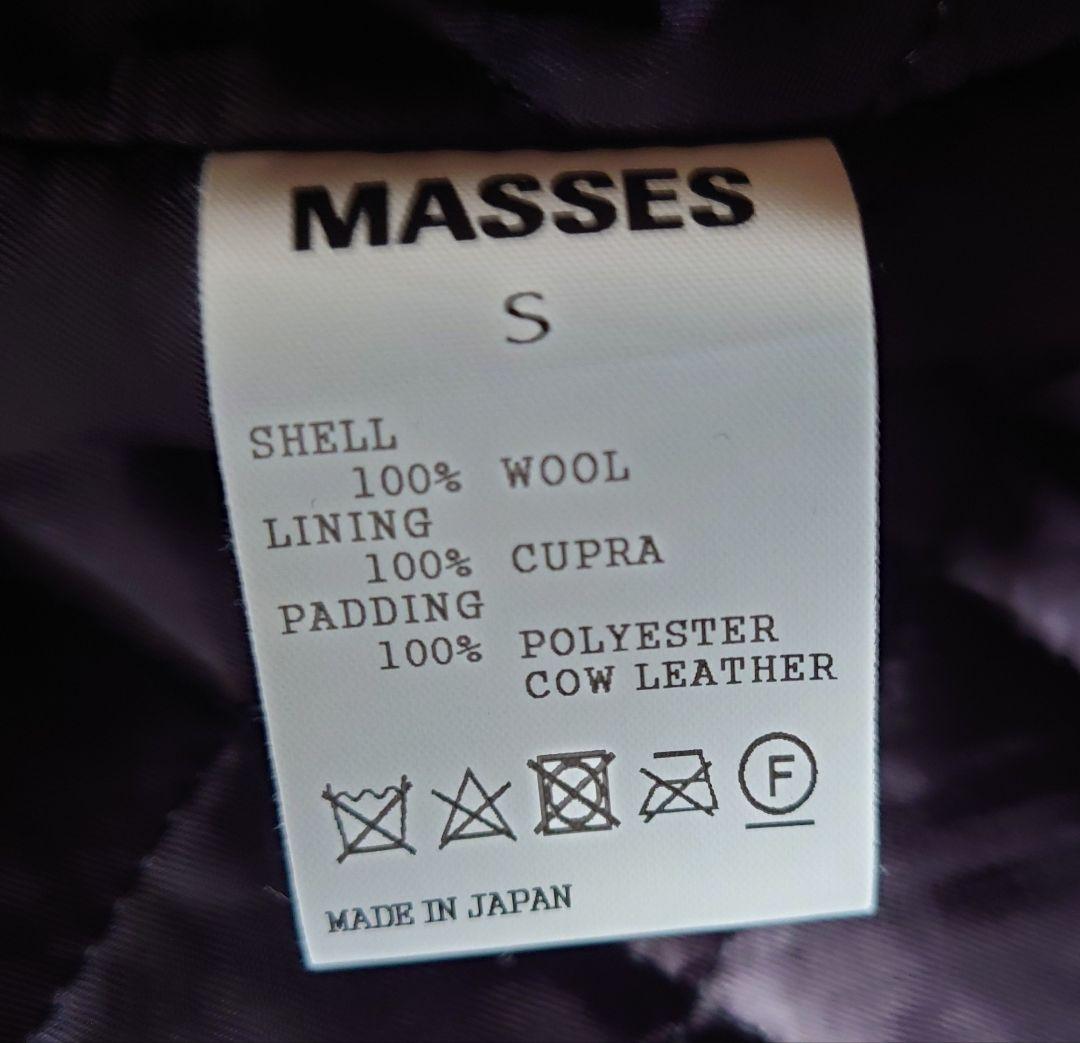 MASSES
S
SHELL
100% WOOL
LINING
100% CUPRA
PADDING
100% POLYESTER
COW LEATHER
F
MADE IN JAPAN